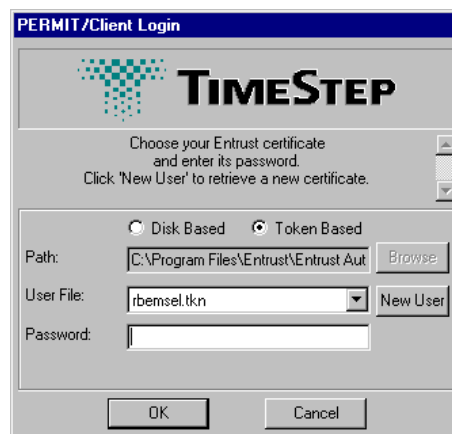 PERMIT/Client Login
TIMESTEP
Choose your Entrust certificate
and enter its password.
Click 'New User' to retrieve a new certificate.
Disk Based Token Based
Path: C:\Program Files\Entrust\Entrust Aut Browse
User File: rbemsel.tkn New User
Password:
OK Cancel